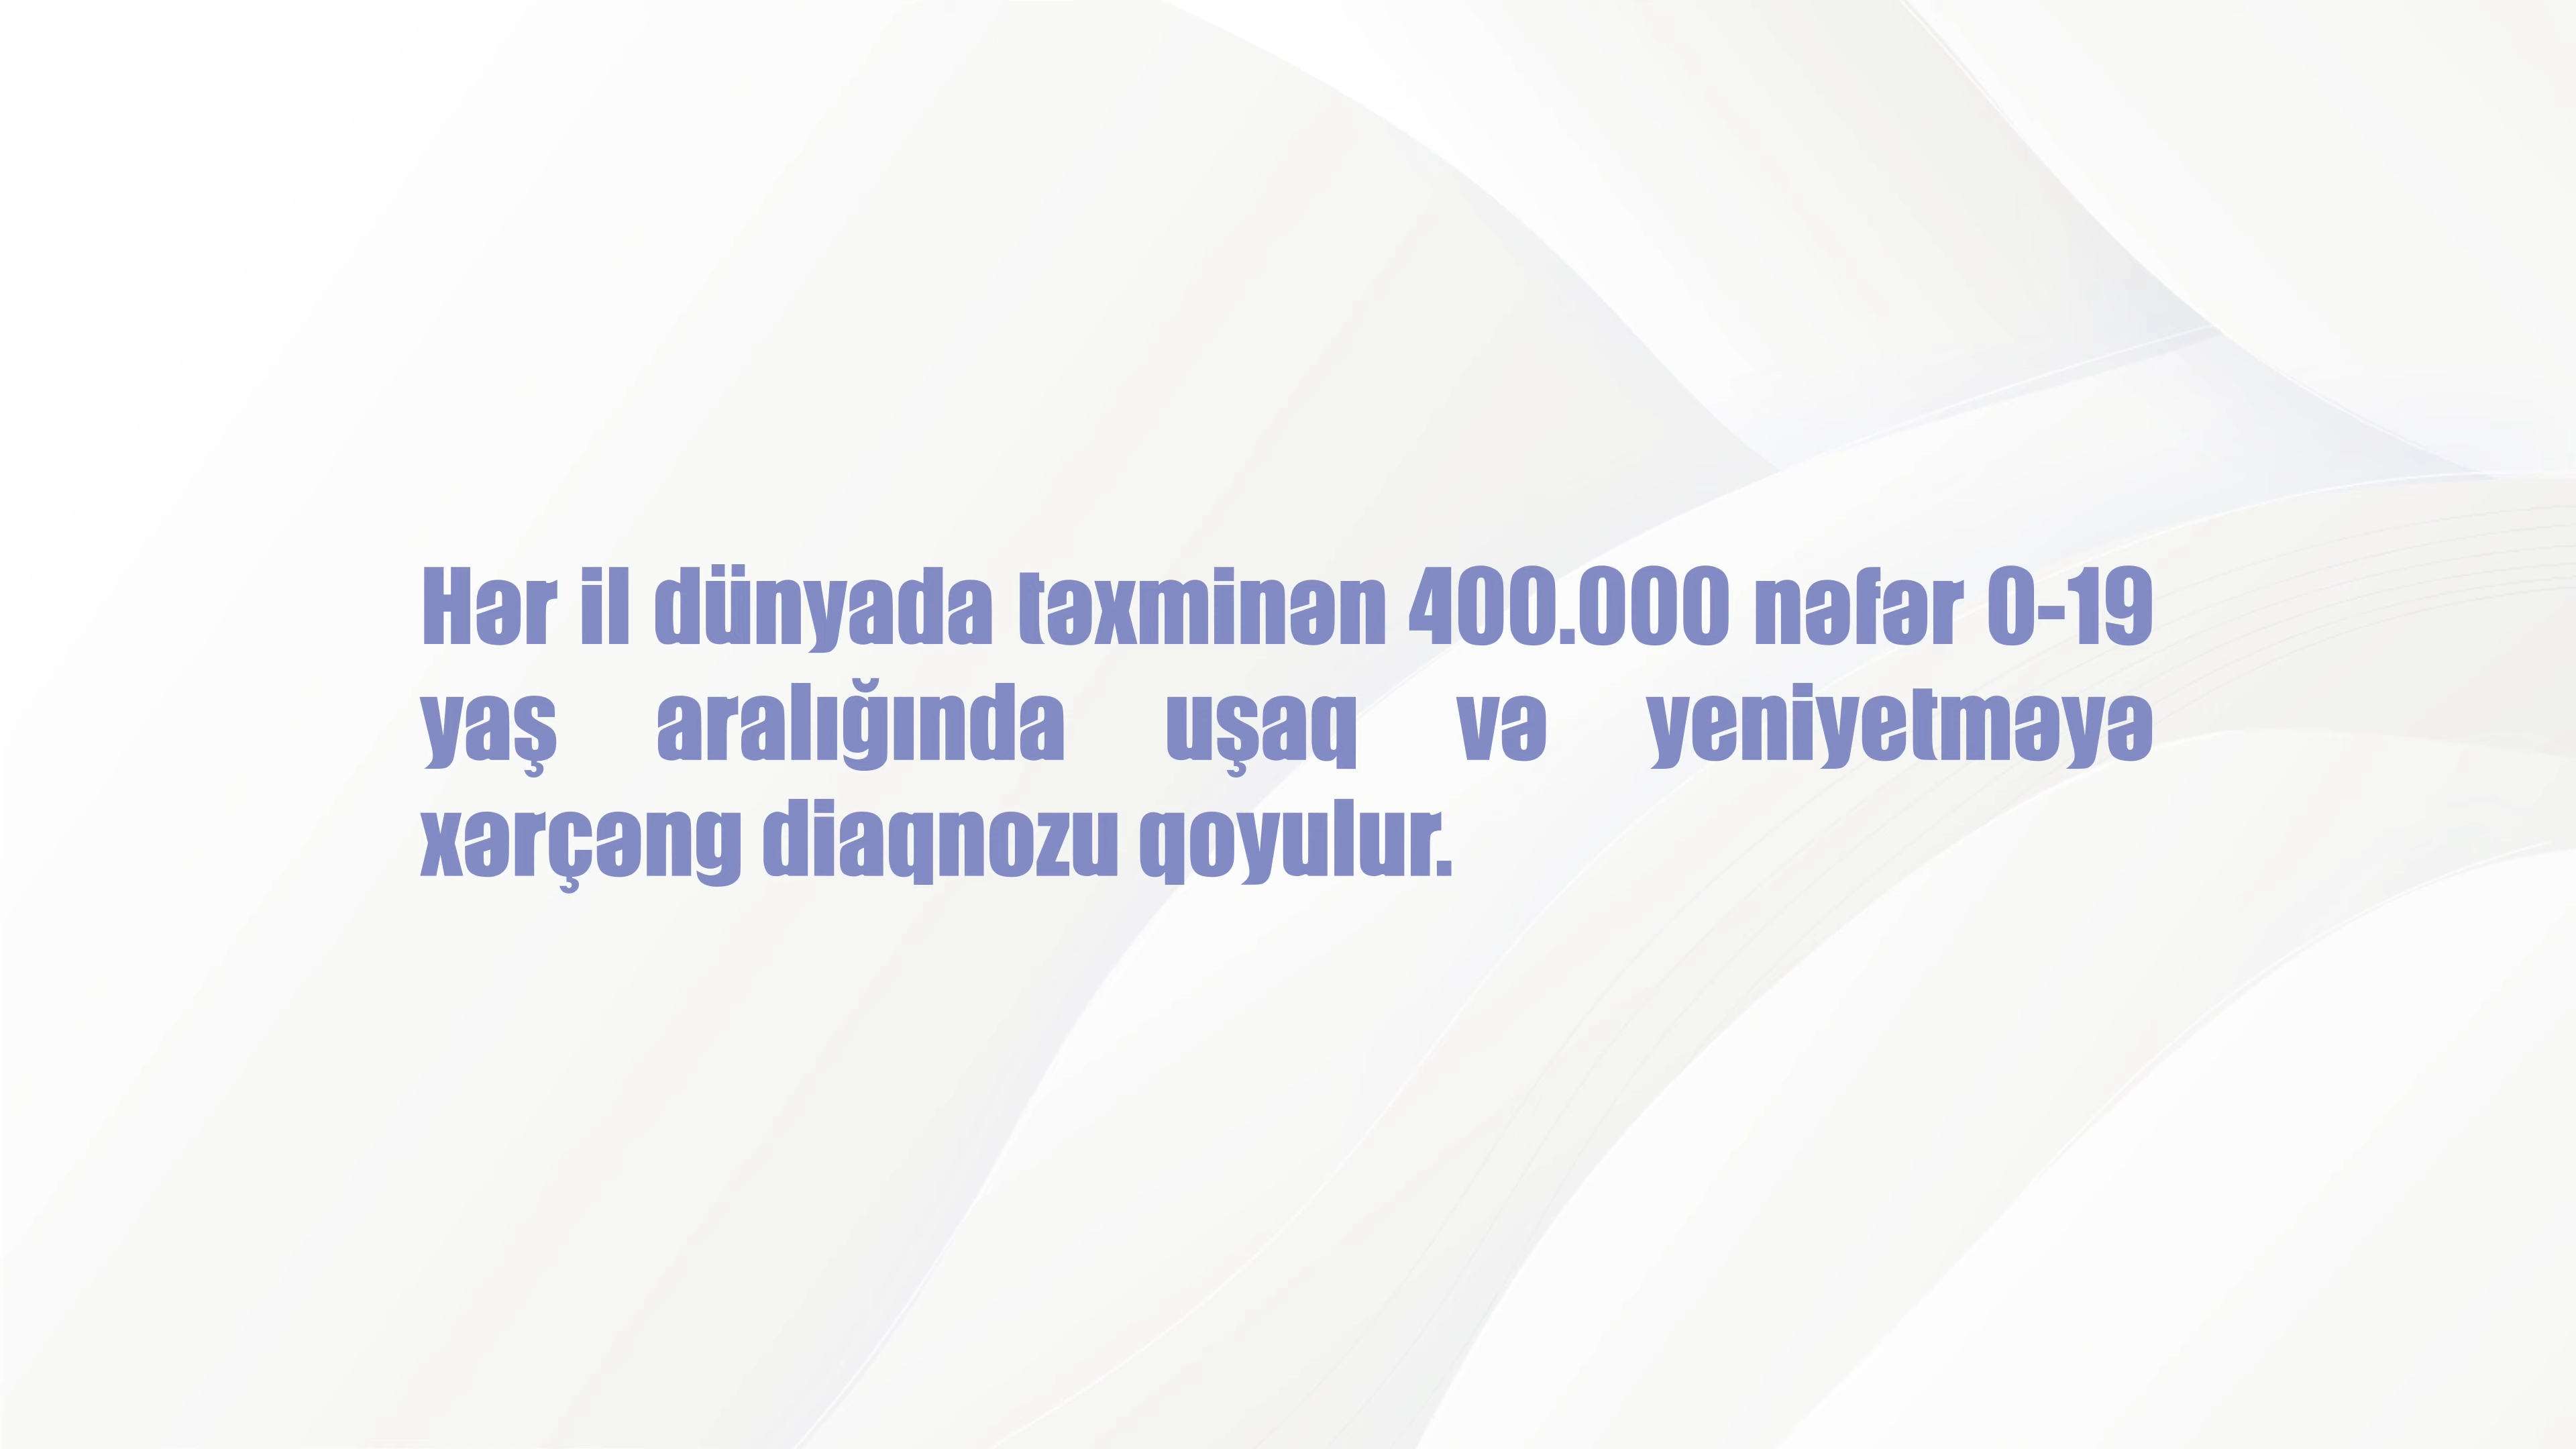 Hər il dünyada təxminən 400.000 nəfər 0-19
yaş aralığında uşaq və yeniyetməyə
xərçəng diaqnozu qoyulur.